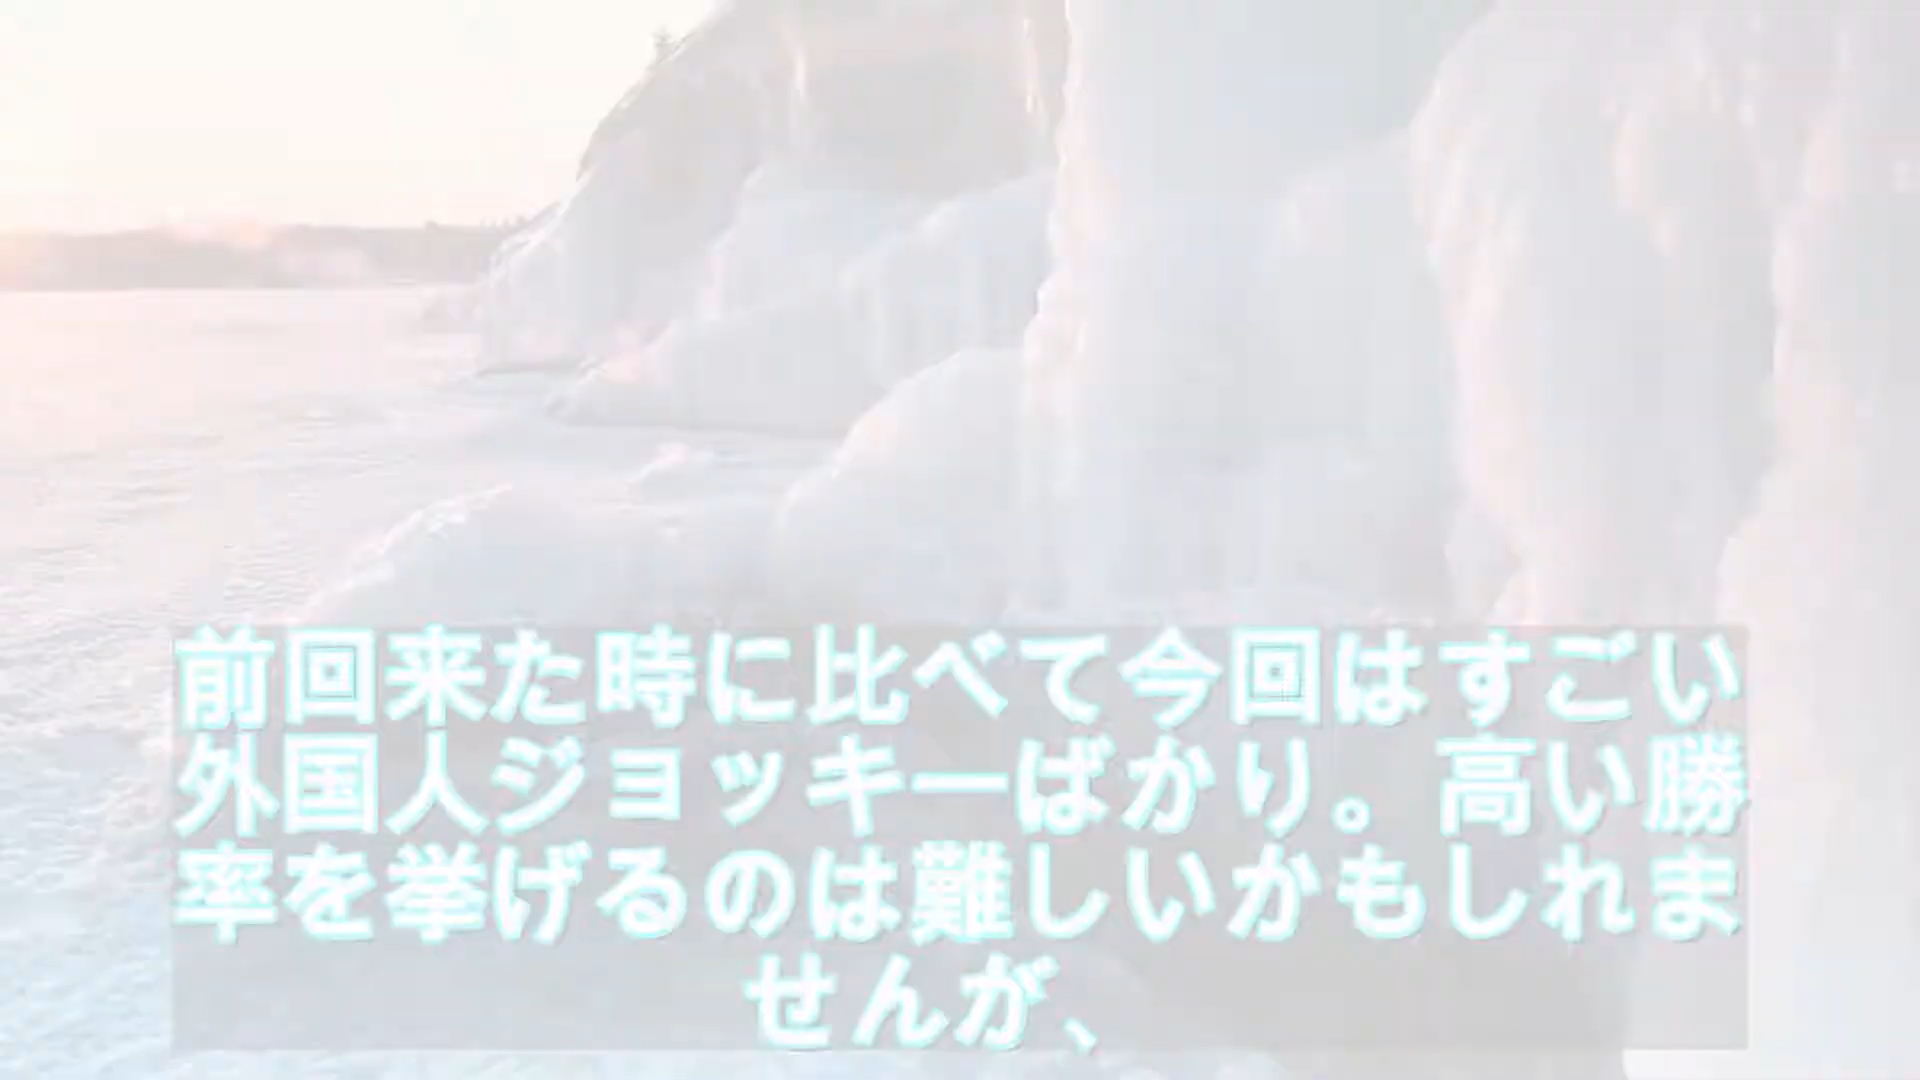 前回来た時に比べて今回はすごい
外国人ジョッキーばかり。高い勝
率を挙げるのは難しいかもしれま
せんが、